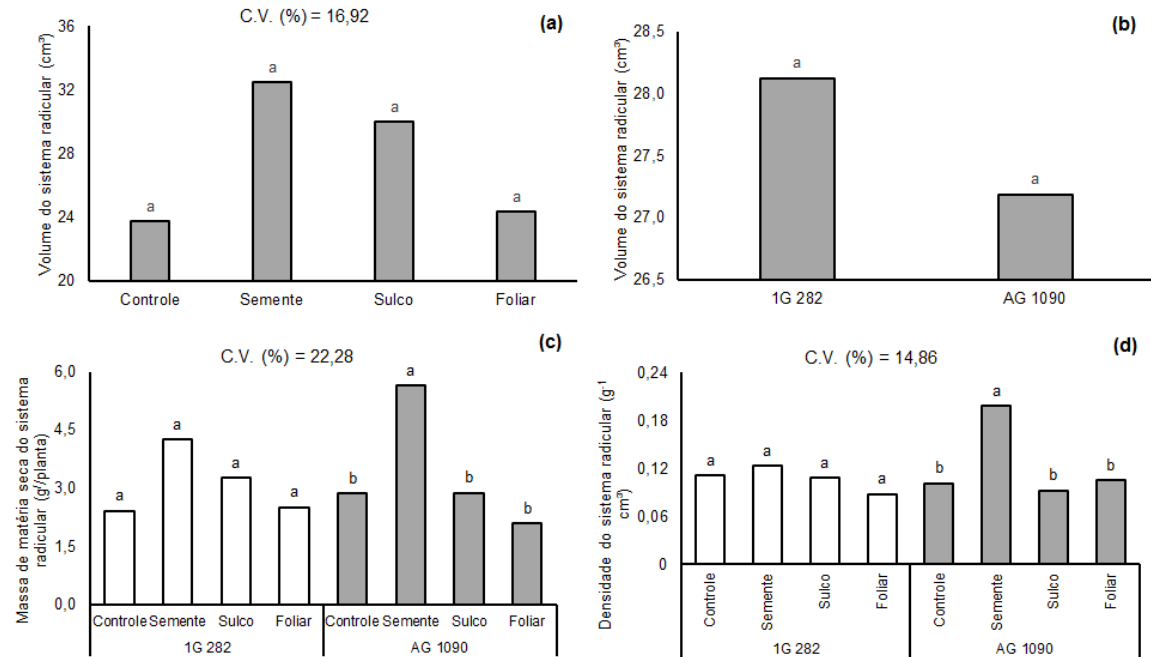 C.V. (%) = 16,92
(a)
Volume do sistema radicular (cm³)
36
32
28
24
20
a
a
a
a
Controle
Semente
Sulco
Foliar
(b)
Volume do sistema radicular (cm³)
28,5
28,0
27,5
27,0
26,5
a
a
1G 282
AG 1090
C.V. (%) = 22,28
(c)
Massa de matéria seca do sistema
radicular (g/planta)
6,0
4,5
3,0
1,5
0,0
a
a
a
a
b
a
b
b
Controle
Semente
Sulco
Foliar
Controle
Semente
Sulco
Foliar
1G 282
AG 1090
C.V. (%) = 14,86
(d)
Densidade do sistema radicular (g⁻¹
cm³)
0,24
0,18
0,12
0,06
0
a
a
a
a
b
a
b
b
Controle
Semente
Sulco
Foliar
Controle
Semente
Sulco
Foliar
1G 282
AG 1090